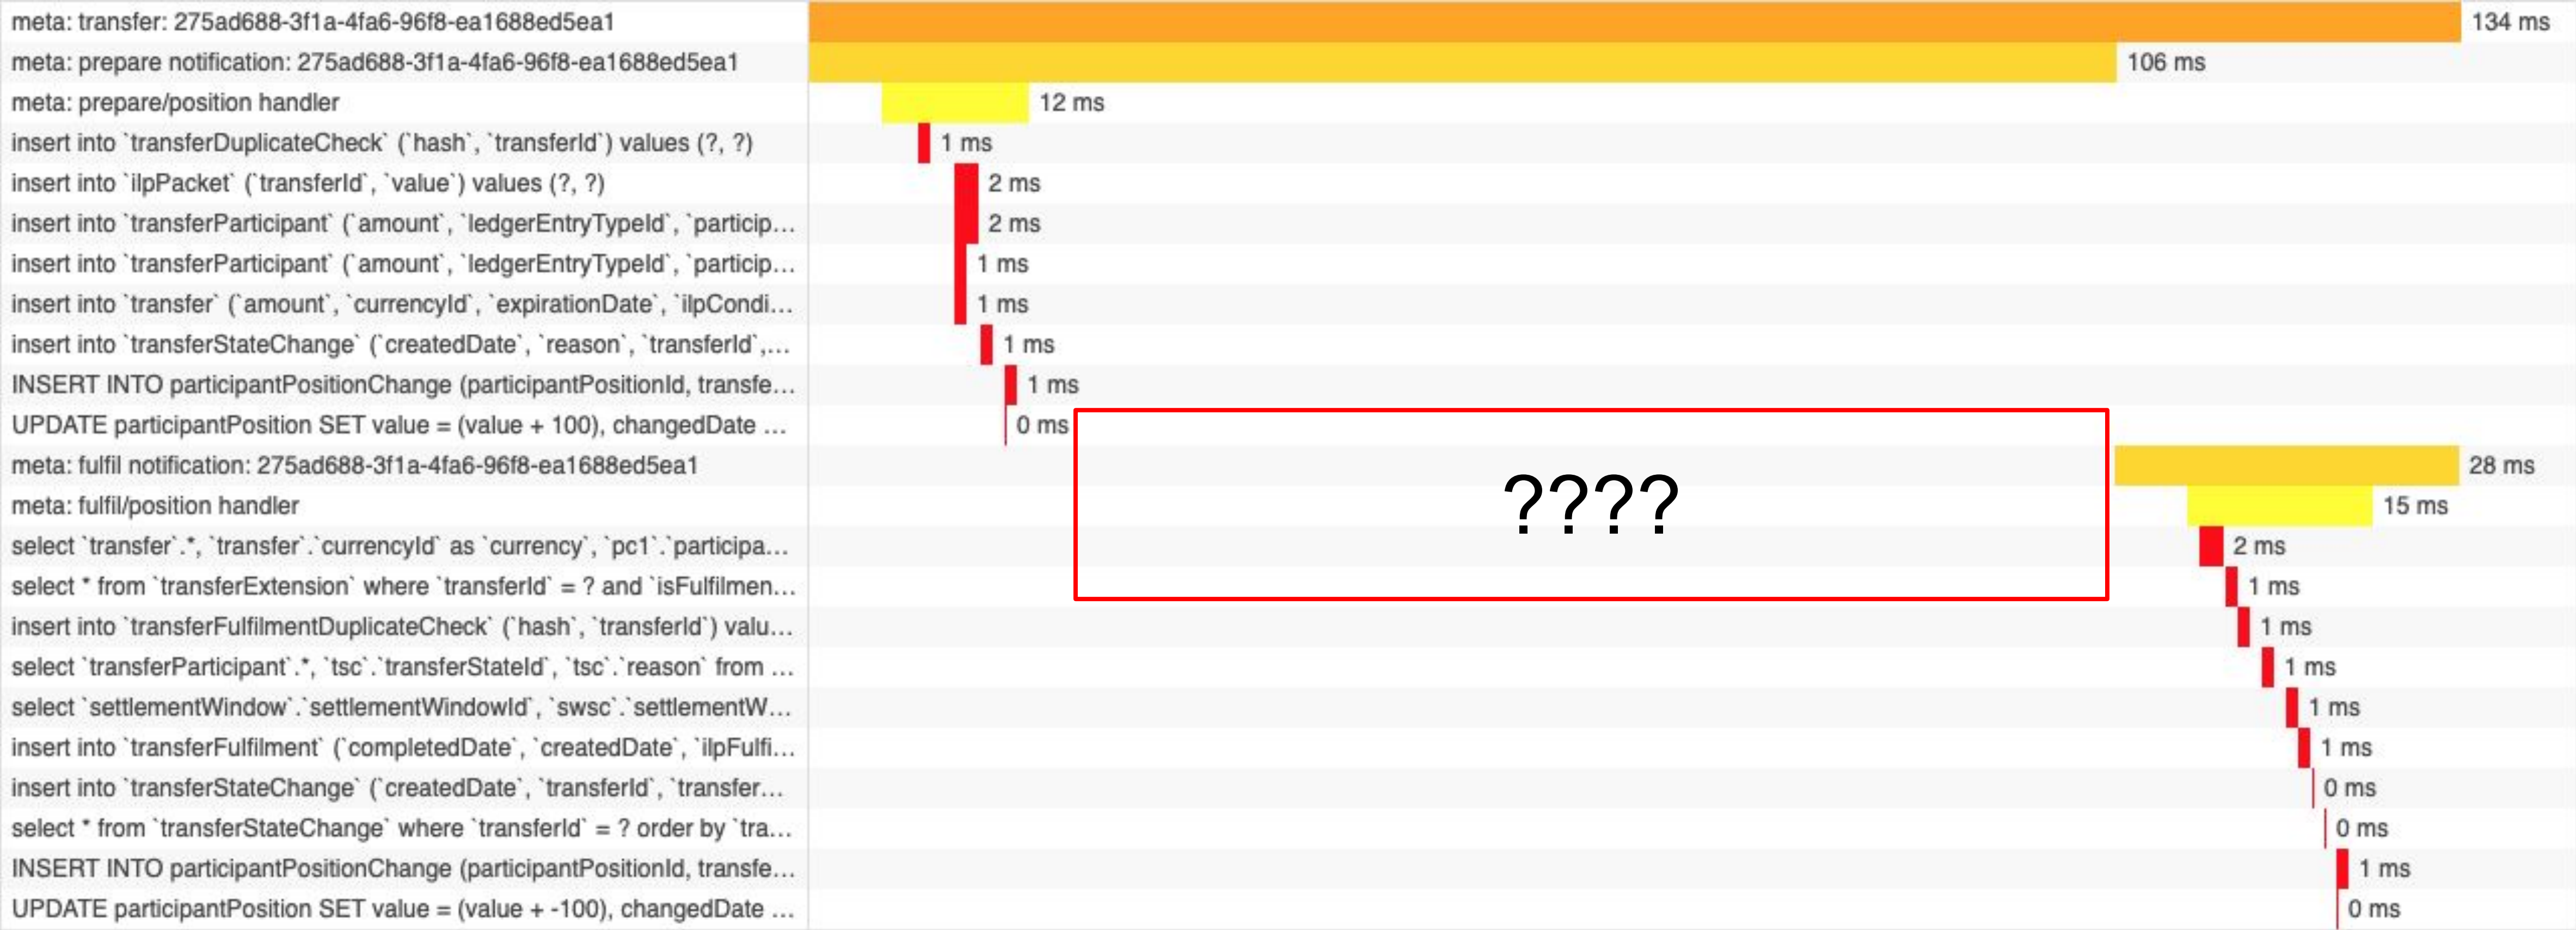 meta: transfer: 275ad688-3f1a-4fa6-96f8-ea1688ed5ea1 134 ms
meta: prepare notification: 275ad688-3f1a-4fa6-96f8-ea1688ed5ea1 106 ms
meta: prepare/position handler 12 ms
insert into `transferDuplicateCheck` (`hash`, `transferId`) values (?, ?) 1 ms
insert into `ilpPacket` (`transferId`, `value`) values (?, ?) 2 ms
insert into `transferParticipant` (`amount`, `ledgerEntryTypeId`, `particip... 2 ms
insert into `transferParticipant` (`amount`, `ledgerEntryTypeId`, `particip... 1 ms
insert into `transfer` (`amount`, `currencyId`, `expirationDate`, `ilpCondi... 1 ms
insert into `transferStateChange` (`createdDate`, `reason`, `transferId`,... 1 ms
INSERT INTO participantPositionChange (participantPositionId, transfe... 1 ms
UPDATE participantPosition SET value = (value + 100), changedDate ... 0 ms
meta: fulfil notification: 275ad688-3f1a-4fa6-96f8-ea1688ed5ea1 28 ms
????
meta: fulfil/position handler 15 ms
select `transfer`.*, `transfer`.`currencyId` as `currency`, `pc1`.`participa... 2 ms
select * from `transferExtension` where `transferId` = ? and `isFulfilmen... 1 ms
insert into `transferFulfilmentDuplicateCheck` (`hash`, `transferId`) valu... 1 ms
select `transferParticipant`.*, `tsc`.`transferStateId`, `tsc`.`reason` from ... 1 ms
select `settlementWindow`.`settlementWindowId`, `swsc`.`settlementW... 1 ms
insert into `transferFulfilment` (`completedDate`, `createdDate`, `ilpFulfi... 1 ms
insert into `transferStateChange` (`createdDate`, `transferId`, `transfer... 0 ms
select * from `transferStateChange` where `transferId` = ? order by `tra... 0 ms
INSERT INTO participantPositionChange (participantPositionId, transfe... 1 ms
UPDATE participantPosition SET value = (value + -100), changedDate ... 0 ms